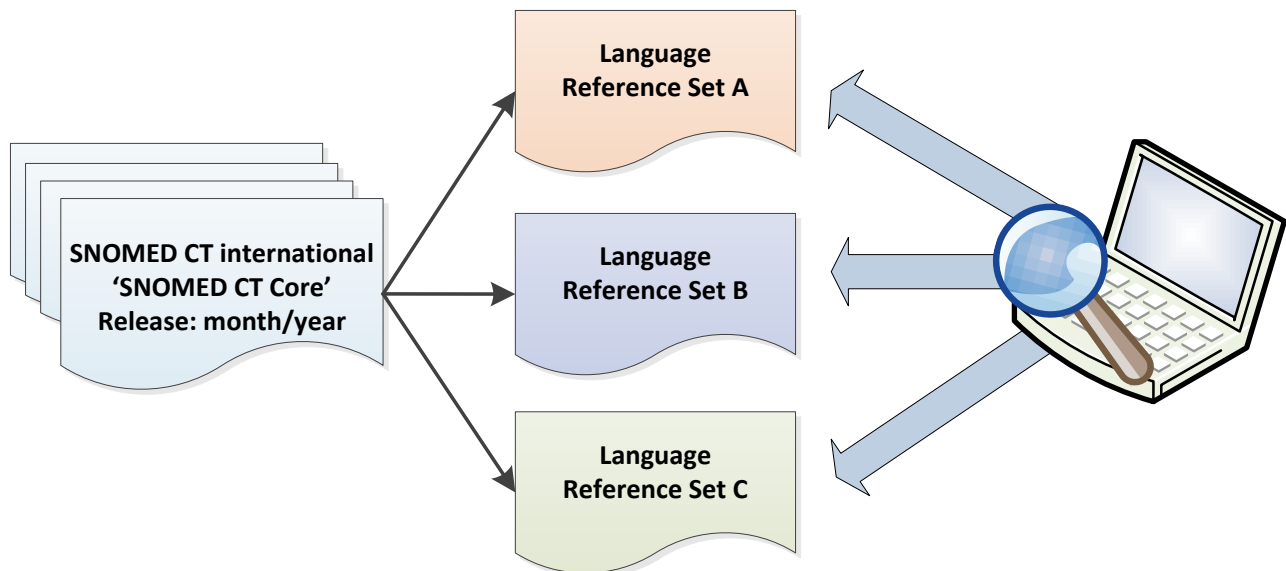 SNOMED CT international
‘SNOMED CT Core’
Release: month/year
Language
Reference Set A
Language
Reference Set B
Language
Reference Set C